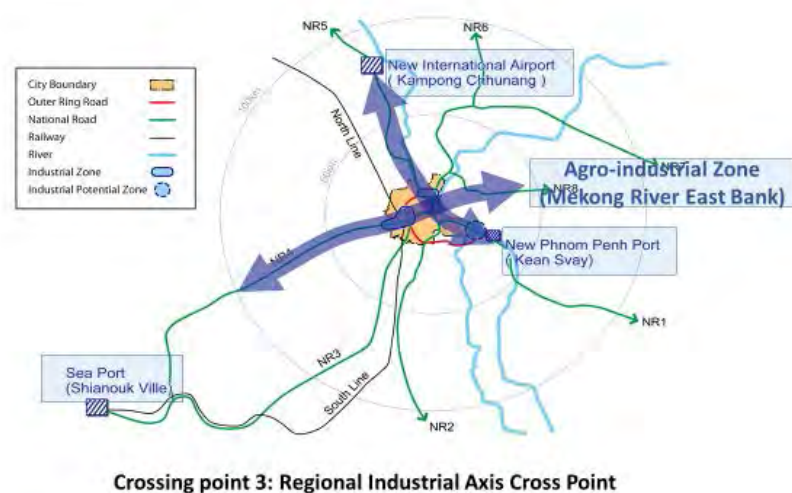 NR5
NR6
New International Airport
( Kampong Chhunang )
City Boundary
Outer Ring Road
National Road
Railway
River
Industrial Zone
Industrial Potential Zone
100km
50km
North Line
NR7
Agro-industrial Zone
NR8
(Mekong River East Bank)
New Phnom Penh Port
( Kean Svay)
NR4
NR1
NR3
Sea Port
(Shianouk Ville
South Line
NR2
Crossing point 3: Regional Industrial Axis Cross Point